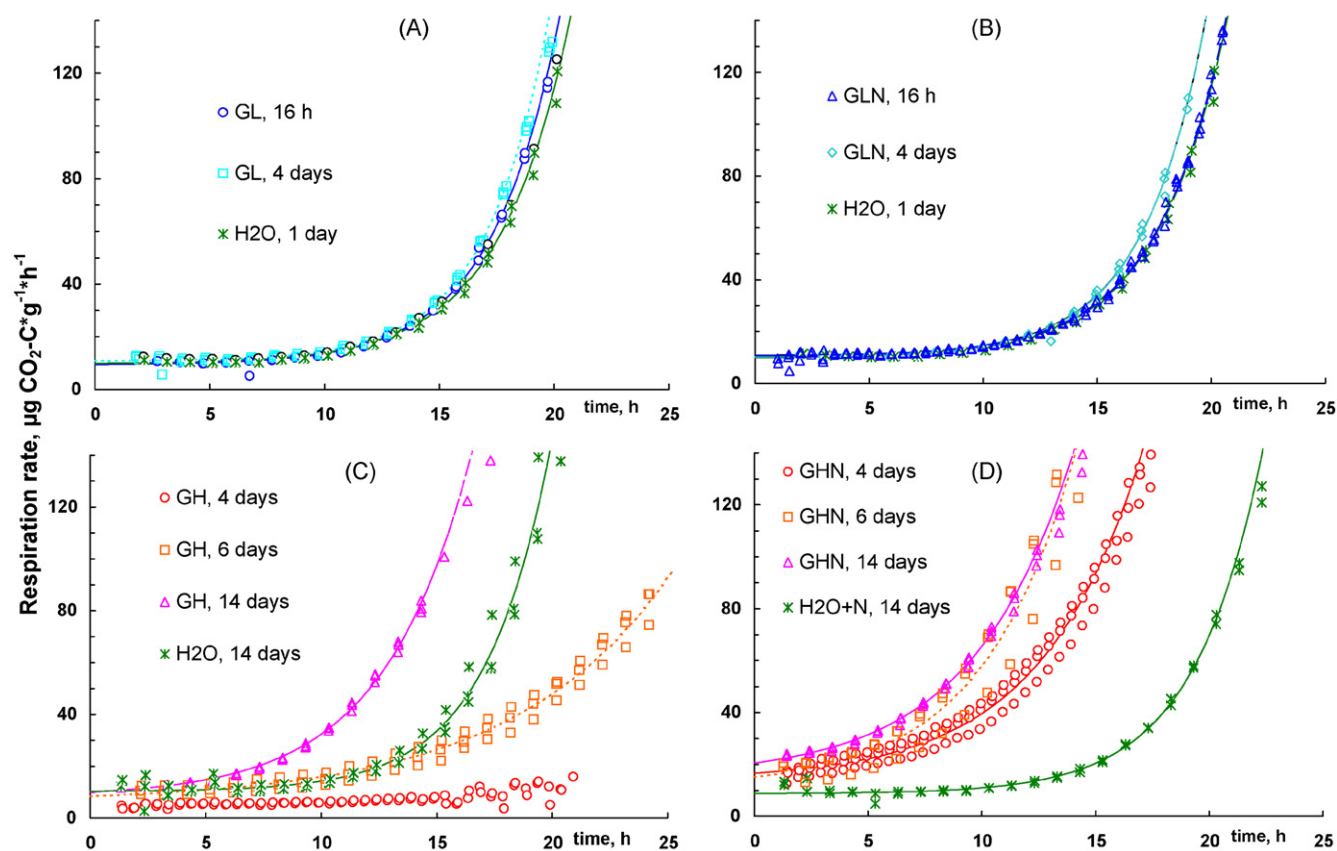 Respiration rate, µg CO2-C*g-1*h-1
(A)
120
80
40
0
GL, 16 h
GL, 4 days
H2O, 1 day
0 5 10 15 20 25
time, h
(B)
120
80
40
0
GLN, 16 h
GLN, 4 days
H2O, 1 day
0 5 10 15 20 25
time, h
(C)
120
80
40
0
GH, 4 days
GH, 6 days
GH, 14 days
H2O, 14 days
0 5 10 15 20 25
time, h
(D)
120
80
40
0
GHN, 4 days
GHN, 6 days
GHN, 14 days
H2O+N, 14 days
0 5 10 15 20 25
time, h